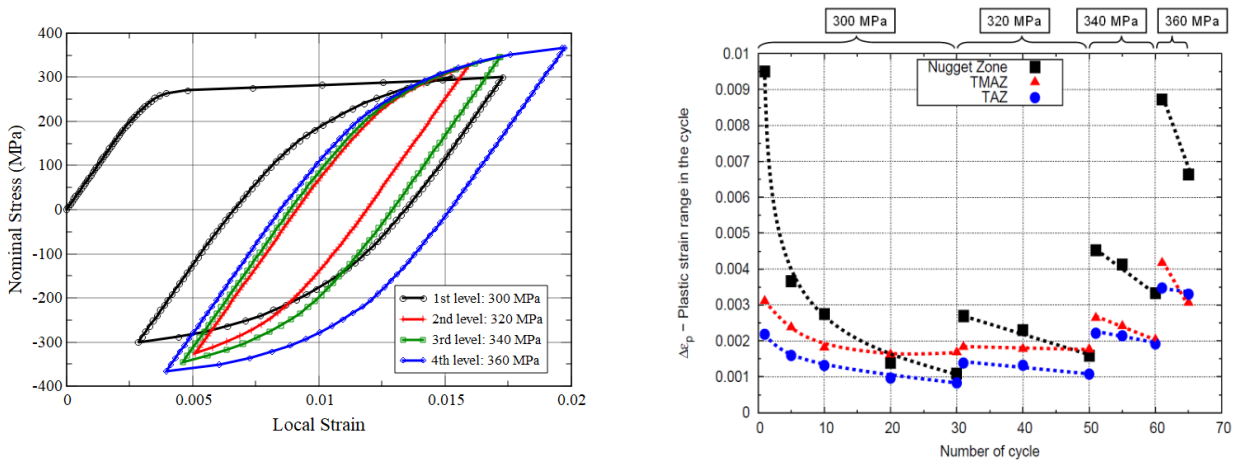 400
300
200
100
0
-100
-200
-300
-400
Nominal Stress (MPa)
0
0.005
0.01
0.015
0.02
Local Strain
1st level: 300 MPa
2nd level: 320 MPa
3rd level: 340 MPa
4th level: 360 MPa
300 MPa
320 MPa
340 MPa
360 MPa
0.01
0.009
0.008
0.007
0.006
0.005
0.004
0.003
0.002
0.001
0
Δεp − Plastic strain range in the cycle
Nugget Zone
TMAZ
TAZ
0
10
20
30
40
50
60
70
Number of cycle